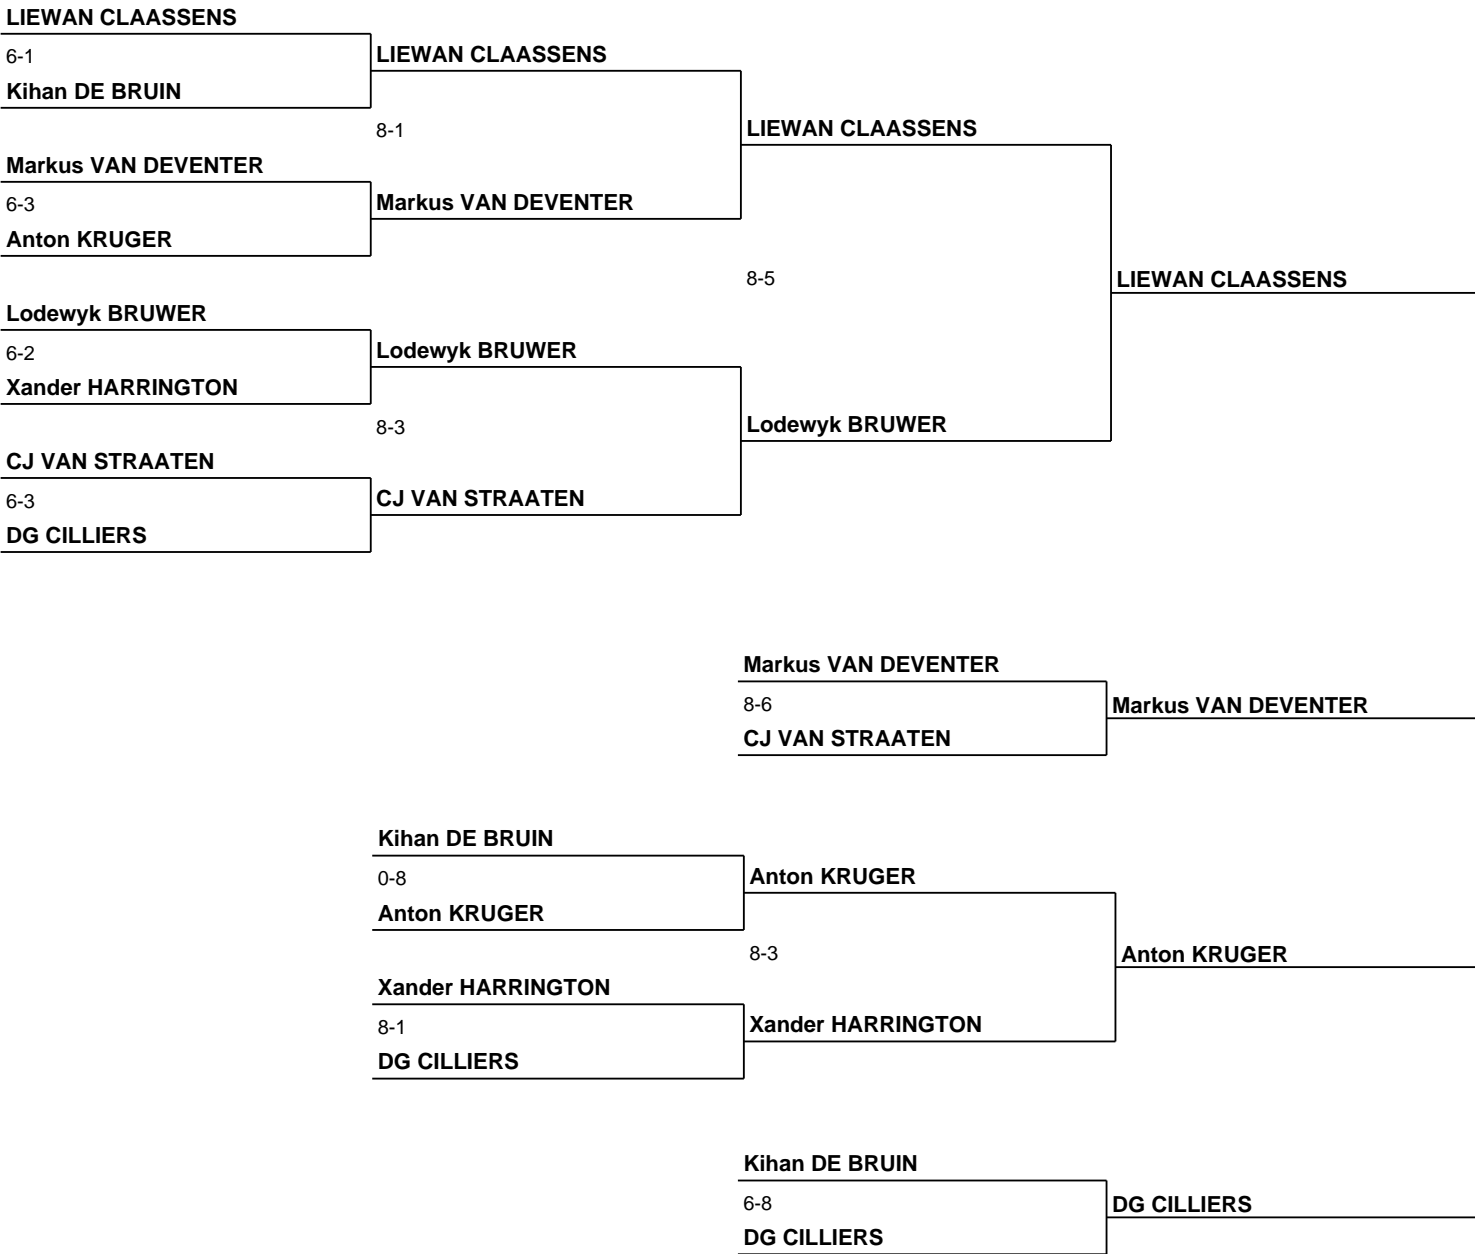 LIEWAN CLAASSENS
6-1
LIEWAN CLAASSENS
Kihan DE BRUIN
8-1
LIEWAN CLAASSENS
Markus VAN DEVENTER
6-3
Markus VAN DEVENTER
Anton KRUGER
8-5
LIEWAN CLAASSENS
Lodewyk BRUWER
6-2
Lodewyk BRUWER
Xander HARRINGTON
8-3
Lodewyk BRUWER
CJ VAN STRAATEN
6-3
CJ VAN STRAATEN
DG CILLIERS
Markus VAN DEVENTER
8-6
Markus VAN DEVENTER
CJ VAN STRAATEN
Kihan DE BRUIN
0-8
Anton KRUGER
Anton KRUGER
8-3
Anton KRUGER
Xander HARRINGTON
8-1
Xander HARRINGTON
DG CILLIERS
Kihan DE BRUIN
6-8
DG CILLIERS
DG CILLIERS